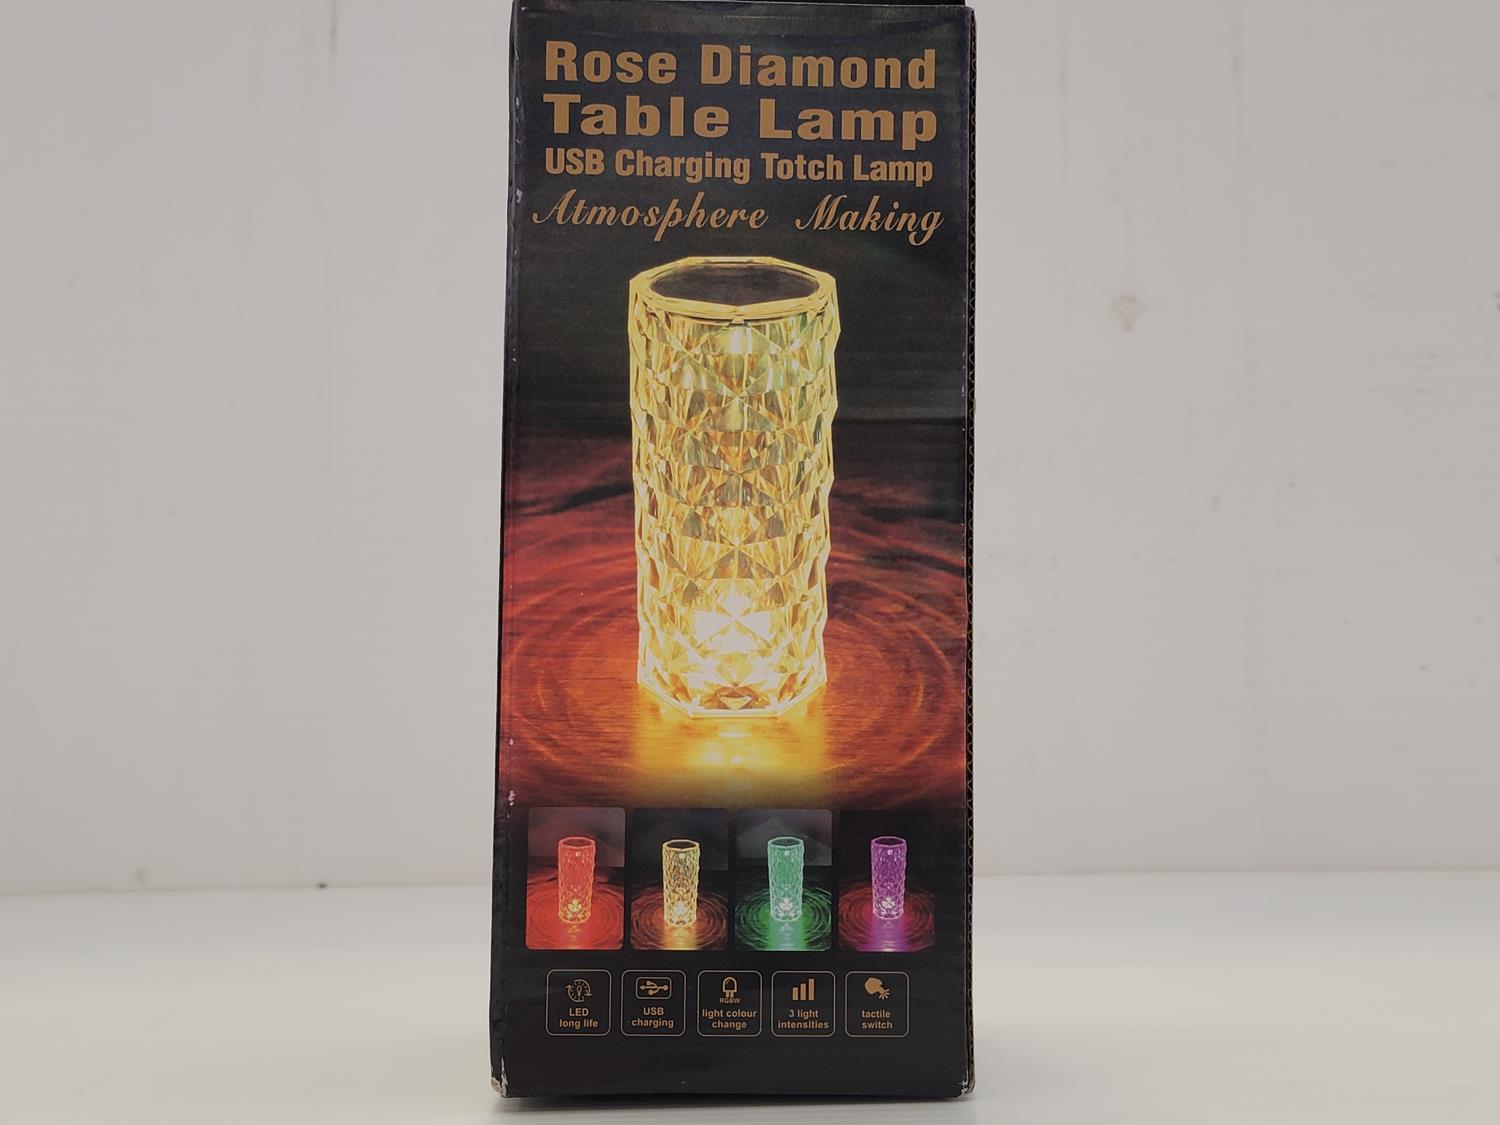 Rose Diamond
Table Lamp
USB Charging Totch Lamp
Atmosphere Making
LED
long life
USB
charging
RGBW
light colour
change
3 light
intensities
tactile
switch